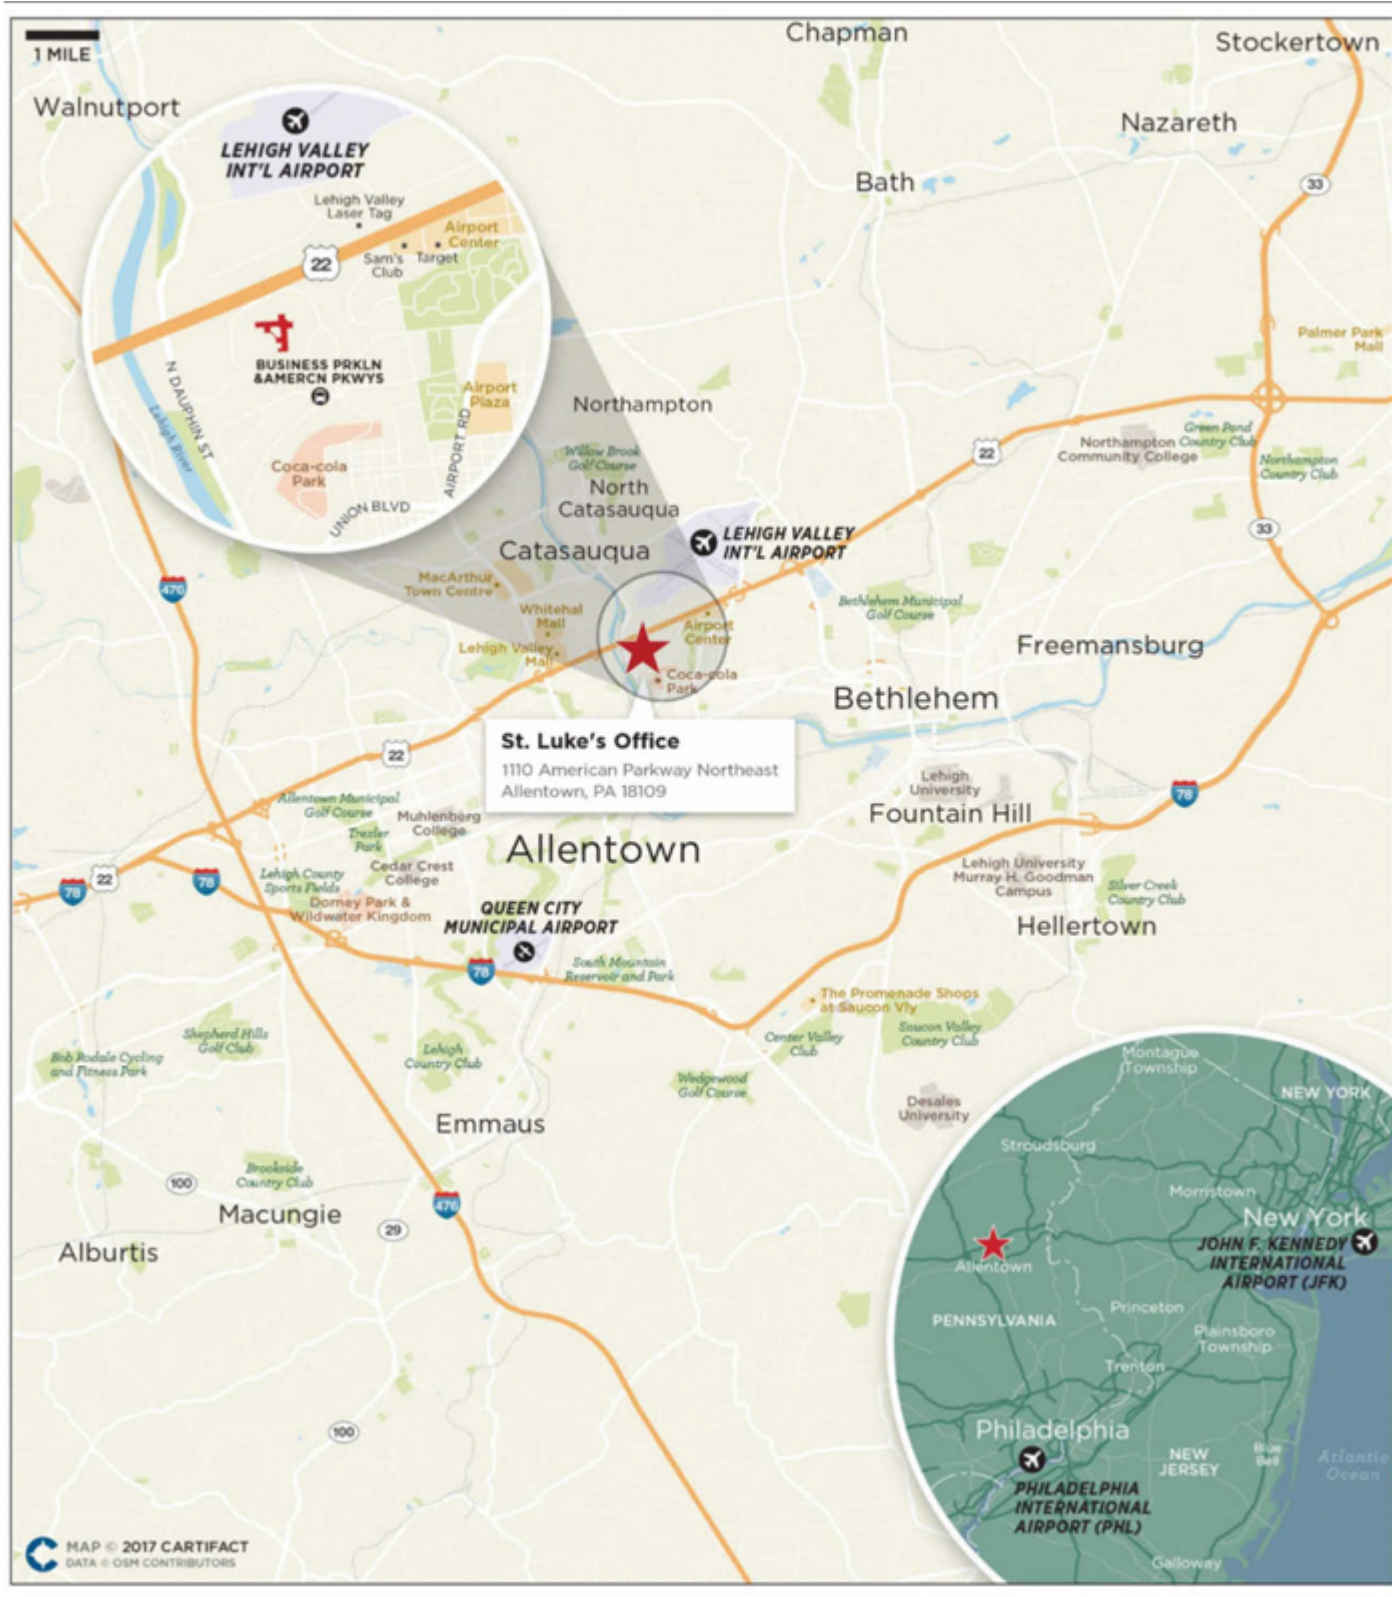 1 MILE
Chapman
Stockertown
Walnutport
Nazareth
LEHIGH VALLEY
INT'L AIRPORT
Bath
33
Lehigh Valley
Laser Tag
Airport
Center
22
Sam's
Club
Target
Palmer Park
Mall
BUSINESS PRKLN
&AMERCN PKWYS
N DAUPHIN ST
Lehigh River
Airport
Plaza
AIRPORT RD
Coca-cola
Park
UNION BLVD
Northampton
Willow Brook
Golf Course
North
Catasauqua
22
Northampton
Community College
Green Pond
Country Club
Northampton
Country Club
33
LEHIGH VALLEY
INT'L AIRPORT
Catasauqua
476
MacArthur
Town Centre
Whitehal
Mall
Lehigh Valley
Mall
Airport
Center
Bethlehem Municipal
Golf Course
Freemansburg
Coca-cola
Park
Bethlehem
St. Luke's Office
1110 American Parkway Northeast
Allentown, PA 18109
22
Lehigh
University
78
Fountain Hill
Allentown Municipal
Golf Course
Muhlenberg
College
Trexler
Park
Allentown
Cedar Crest
College
Lehigh County
Sports Fields
78
22
78
Dorney Park &
Wildwater Kingdom
Lehigh University
Murray H. Goodman
Campus
Silver Creek
Country Club
Hellertown
QUEEN CITY
MUNICIPAL AIRPORT
78
South Mountain
Reservoir and Park
The Promenade Shops
at Saucon Vly
Saucon Valley
Country Club
Center Valley
Club
Shepherd Hills
Golf Club
Bob Rodale Cycling
and Fitness Park
Lehigh
Country Club
Wedgewood
Golf Course
Desales
University
Emmaus
Brookside
Country Club
100
Macungie
476
29
Alburtis
100
Montague
Township
NEW YORK
Stroudsburg
Morristown
New York
JOHN F. KENNEDY
INTERNATIONAL
AIRPORT (JFK)
Allentown
PENNSYLVANIA
Princeton
Plainsboro
Township
Trenton
Philadelphia
NEW
JERSEY
Blue
Bell
Atlantic
Ocean
PHILADELPHIA
INTERNATIONAL
AIRPORT (PHL)
Galloway
MAP © 2017 CARTIFACT
DATA © OSM CONTRIBUTORS